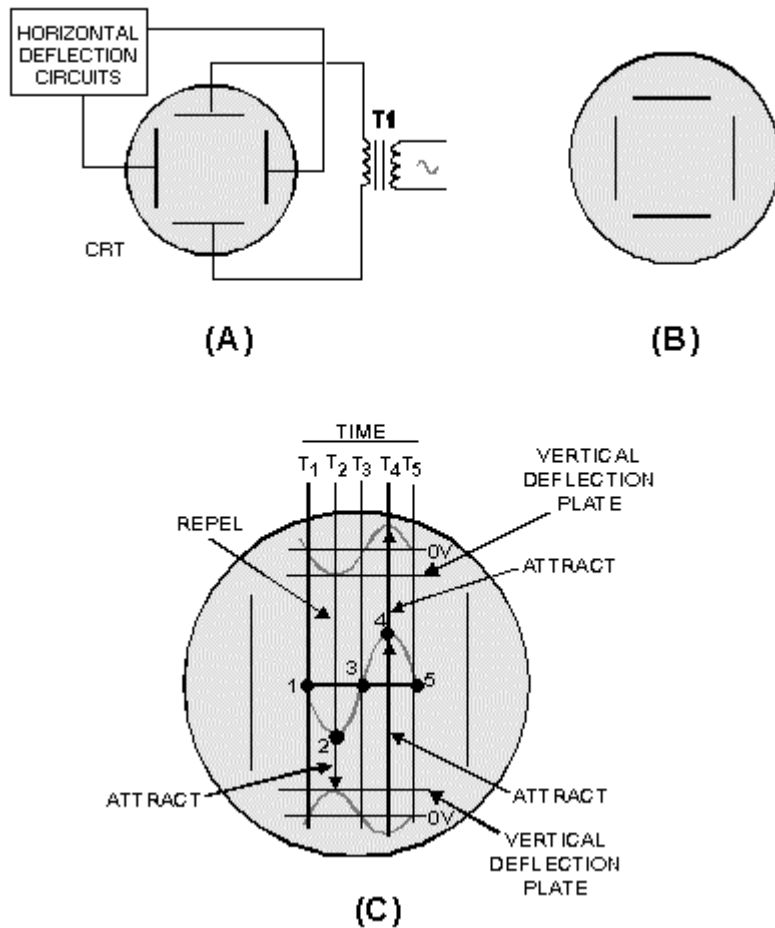 HORIZONTAL
DEFLECTION
CIRCUITS
T1
CRT
(A)
(B)
TIME
T1 T2 T3 T4 T5
VERTICAL
DEFLECTION
PLATE
REPEL
0V
ATTRACT
4
3
1
5
2
ATTRACT
ATTRACT
0V
VERTICAL
DEFLECTION
PLATE
(C)